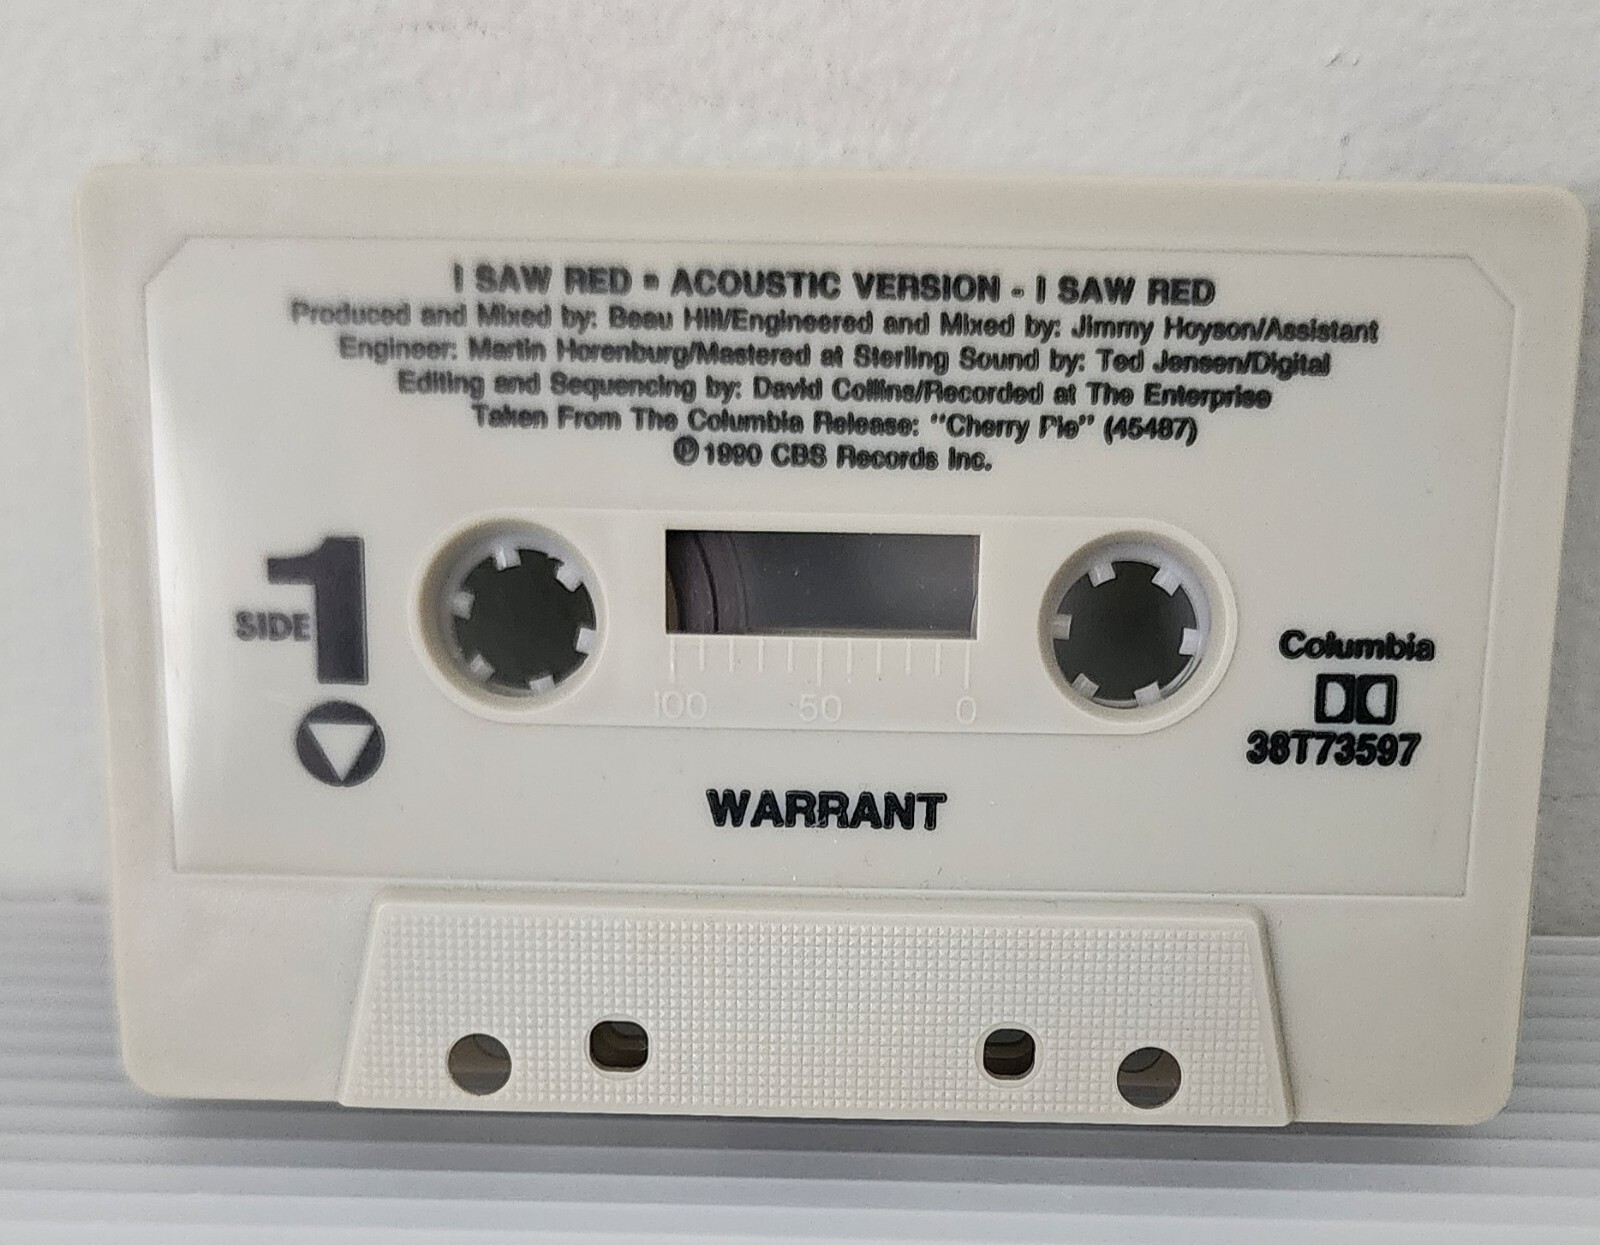 I SAW RED - ACOUSTIC VERSION - I SAW RED
Produced and Mixed by: Beau Hill/Engineered and Mixed by: Jimmy Hoyson/Assistant
Engineer: Martin Horenburg/Mastered at Sterling Sound by: Ted Jensen/Digital
Editing and Sequencing by: David Collins/Recorded at The Enterprise
Taken From The Columbia Release: "Cherry Pie" (45487)
℗ 1990 CBS Records Inc.
SIDE 1
100 50 0
Columbia
38T73597
WARRANT